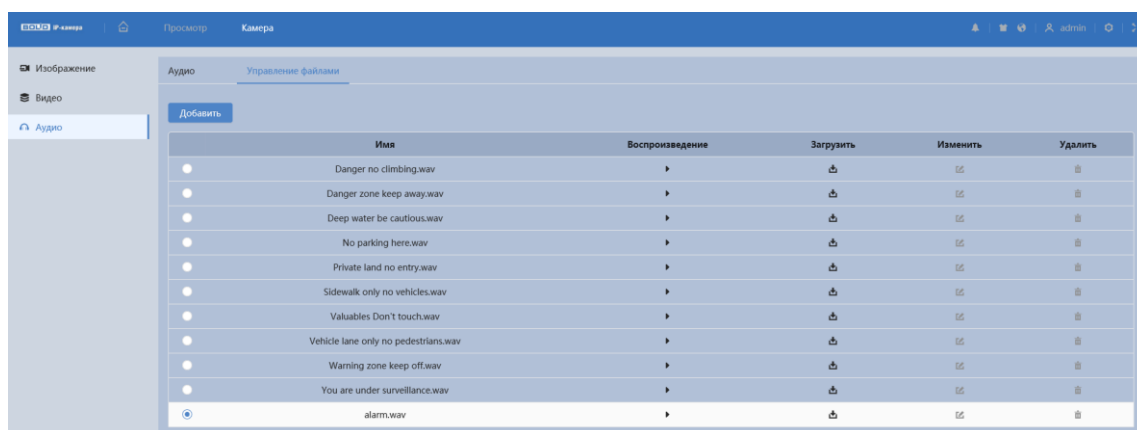 BOLID IP-камера Просмотр Камера admin
Изображение
Видео
Аудио
Аудио Управление файлами
Добавить
Имя Воспроизведение Загрузить Изменить Удалить
Danger no climbing.wav
Danger zone keep away.wav
Deep water be cautious.wav
No parking here.wav
Private land no entry.wav
Sidewalk only no vehicles.wav
Valuables Don't touch.wav
Vehicle lane only no pedestrians.wav
Warning zone keep off.wav
You are under surveillance.wav
alarm.wav